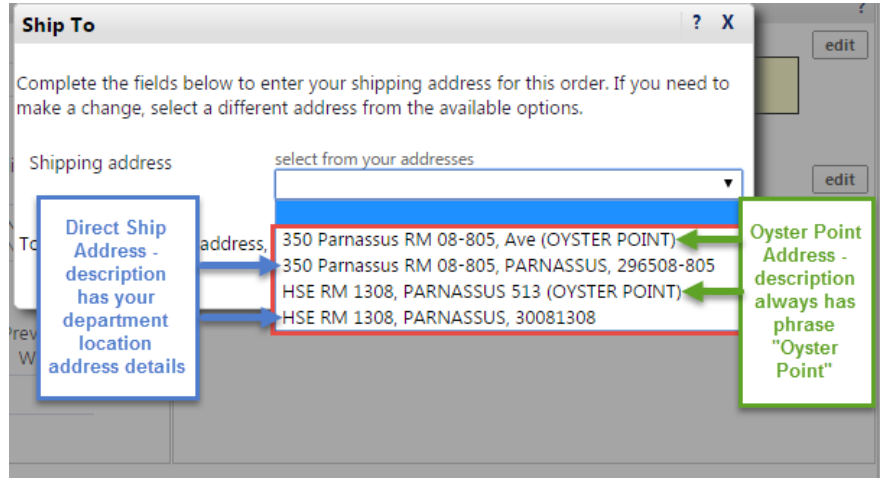 Ship To ? X
?
edit
Complete the fields below to enter your shipping address for this order. If you need to
make a change, select a different address from the available options.
Shipping address
select from your addresses
edit
350 Parnassus RM 08-805, Ave (OYSTER POINT)
350 Parnassus RM 08-805, PARNASSUS, 296508-805
HSE RM 1308, PARNASSUS 513 (OYSTER POINT)
HSE RM 1308, PARNASSUS, 30081308
address,
Direct Ship
Address -
description
has your
department
location
address details
Oyster Point
Address -
description
always has
phrase
"Oyster
Point"